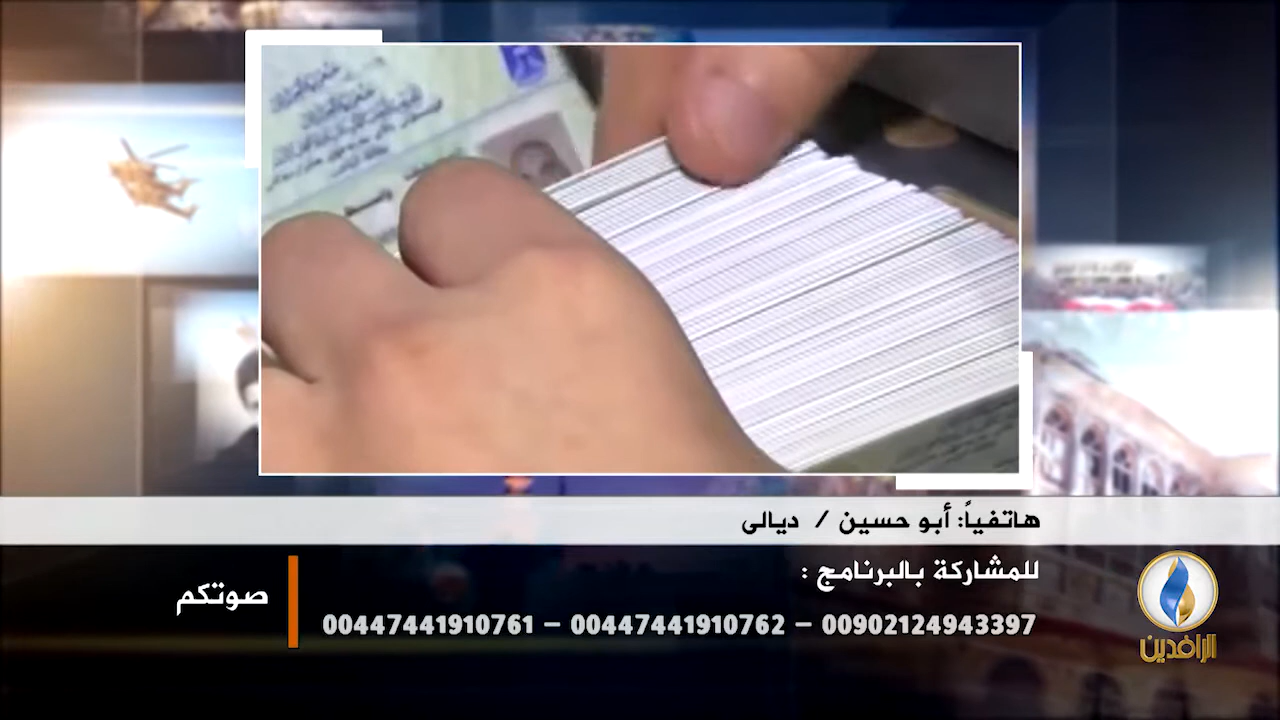 هاتفياً: أبو حسين / ديالى
للمشاركة بالبرنامج :
00447441910761 – 00447441910762 – 00902124943397
صوتكم
الرافدين